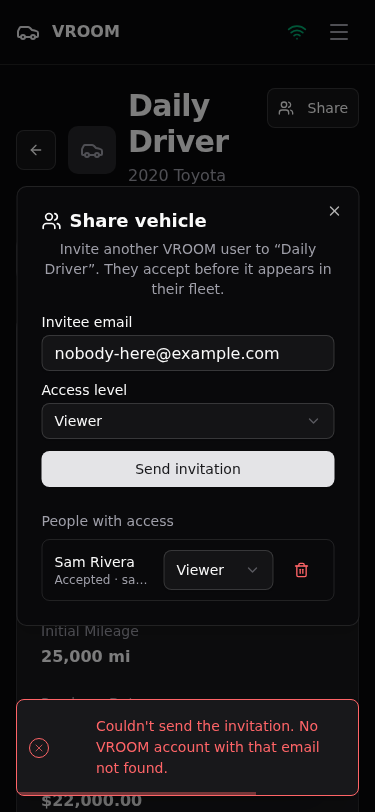 VROOM
Daily
Driver
Share
2020 Toyota
Share vehicle
Invite another VROOM user to “Daily
Driver”. They accept before it appears in
their fleet.
Invitee email
nobody-here@example.com
Access level
Viewer
Send invitation
People with access
Sam Rivera
Accepted · sa...
Viewer
Initial Mileage
25,000 mi
Couldn't send the invitation. No
VROOM account with that email
not found.
$22,000.00